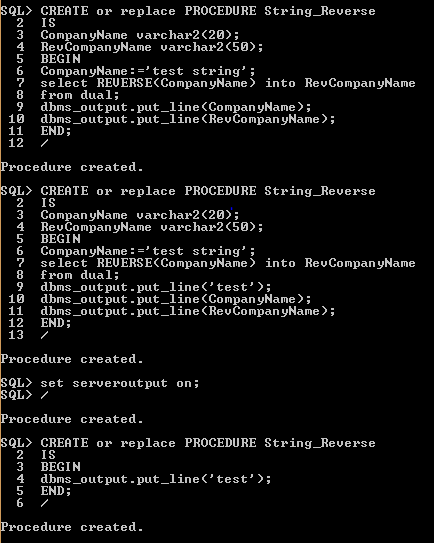 SQL> CREATE or replace PROCEDURE String_Reverse
2 IS
3 CompanyName varchar2(20);
4 RevCompanyName varchar2(50);
5 BEGIN
6 CompanyName:='test string';
7 select REVERSE(CompanyName) into RevCompanyName
8 from dual;
9 dbms_output.put_line(CompanyName);
10 dbms_output.put_line(RevCompanyName);
11 END;
12 /
Procedure created.
SQL> CREATE or replace PROCEDURE String_Reverse
2 IS
3 CompanyName varchar2(20);
4 RevCompanyName varchar2(50);
5 BEGIN
6 CompanyName:='test string';
7 select REVERSE(CompanyName) into RevCompanyName
8 from dual;
9 dbms_output.put_line('test');
10 dbms_output.put_line(CompanyName);
11 dbms_output.put_line(RevCompanyName);
12 END;
13 /
Procedure created.
SQL> set serveroutput on;
SQL> /
Procedure created.
SQL> CREATE or replace PROCEDURE String_Reverse
2 IS
3 BEGIN
4 dbms_output.put_line('test');
5 END;
6 /
Procedure created.